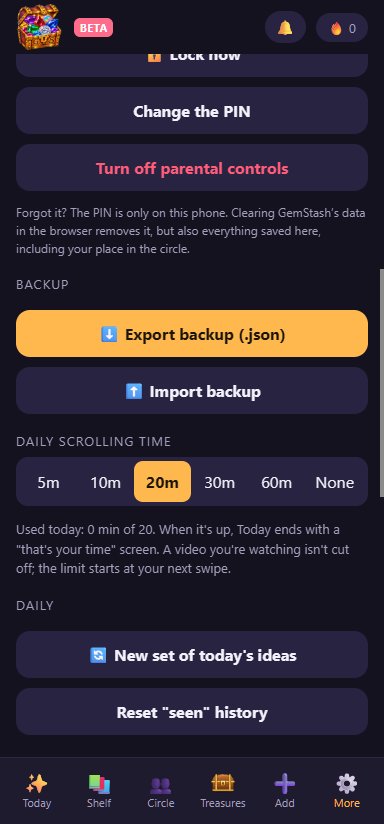 BETA
0
Lock now
Change the PIN
Turn off parental controls
Forgot it? The PIN is only on this phone. Clearing GemStash's data
in the browser removes it, but also everything saved here,
including your place in the circle.
BACKUP
Export backup (.json)
Import backup
DAILY SCROLLING TIME
5m 10m 20m 30m 60m None
Used today: 0 min of 20. When it's up, Today ends with a
"that's your time" screen. A video you're watching isn't cut
off; the limit starts at your next swipe.
DAILY
New set of today's ideas
Reset "seen" history
Today Shelf Circle Treasures Add More